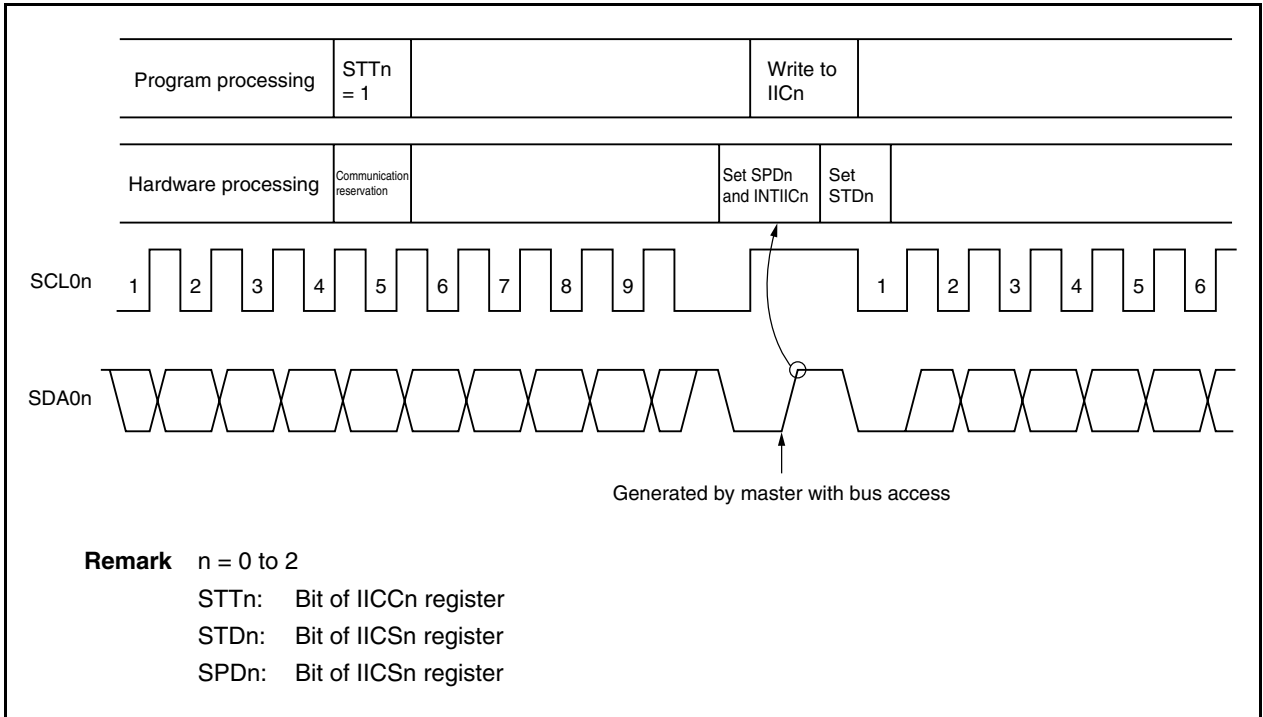 Program processing
STTn
= 1
Write to
IICn
Hardware processing
Communication
reservation
Set SPDn
and INTIICn
Set
STDn
SCL0n
1 2 3 4 5 6 7 8 9 1 2 3 4 5 6
SDA0n
Generated by master with bus access
Remark n = 0 to 2
STTn: Bit of IICCn register
STDn: Bit of IICSn register
SPDn: Bit of IICSn register